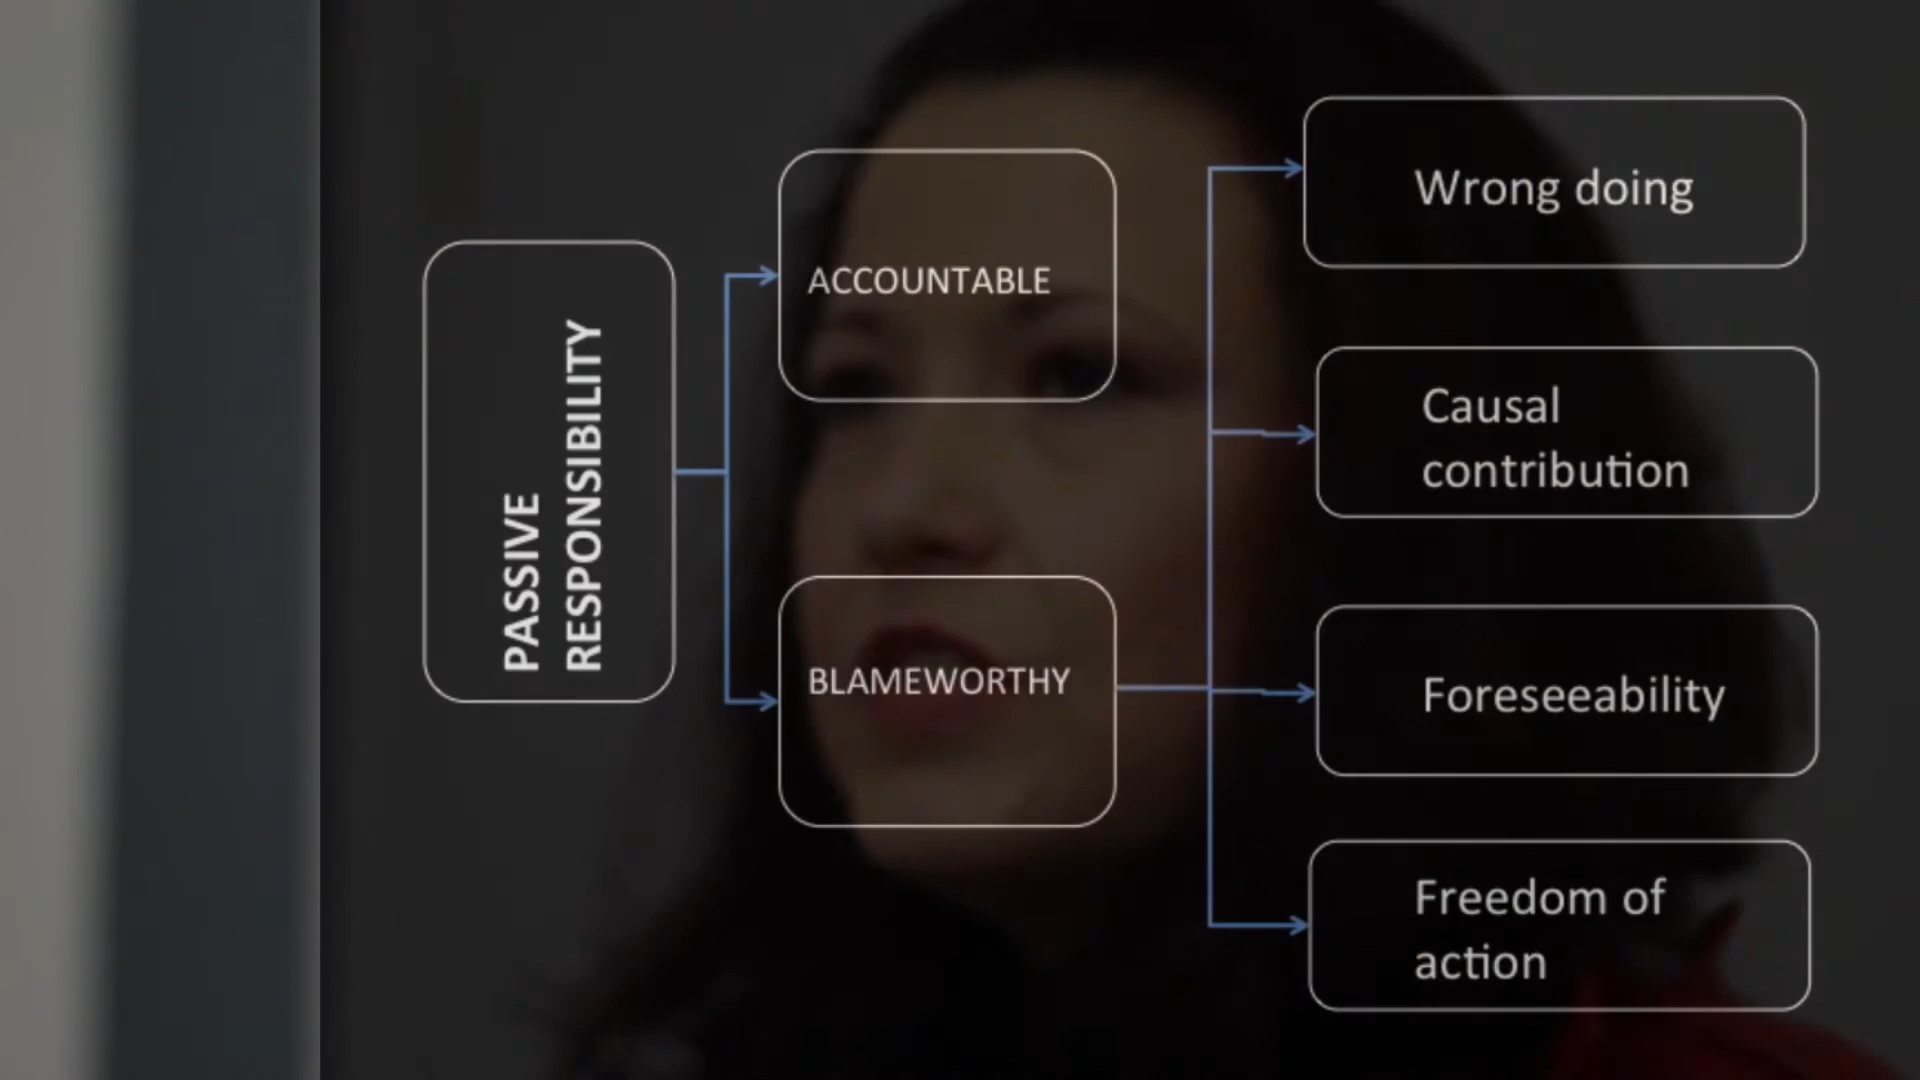 PASSIVE
RESPONSIBILITY
ACCOUNTABLE
BLAMEWORTHY
Wrong doing
Causal
contribution
Foreseeability
Freedom of
action